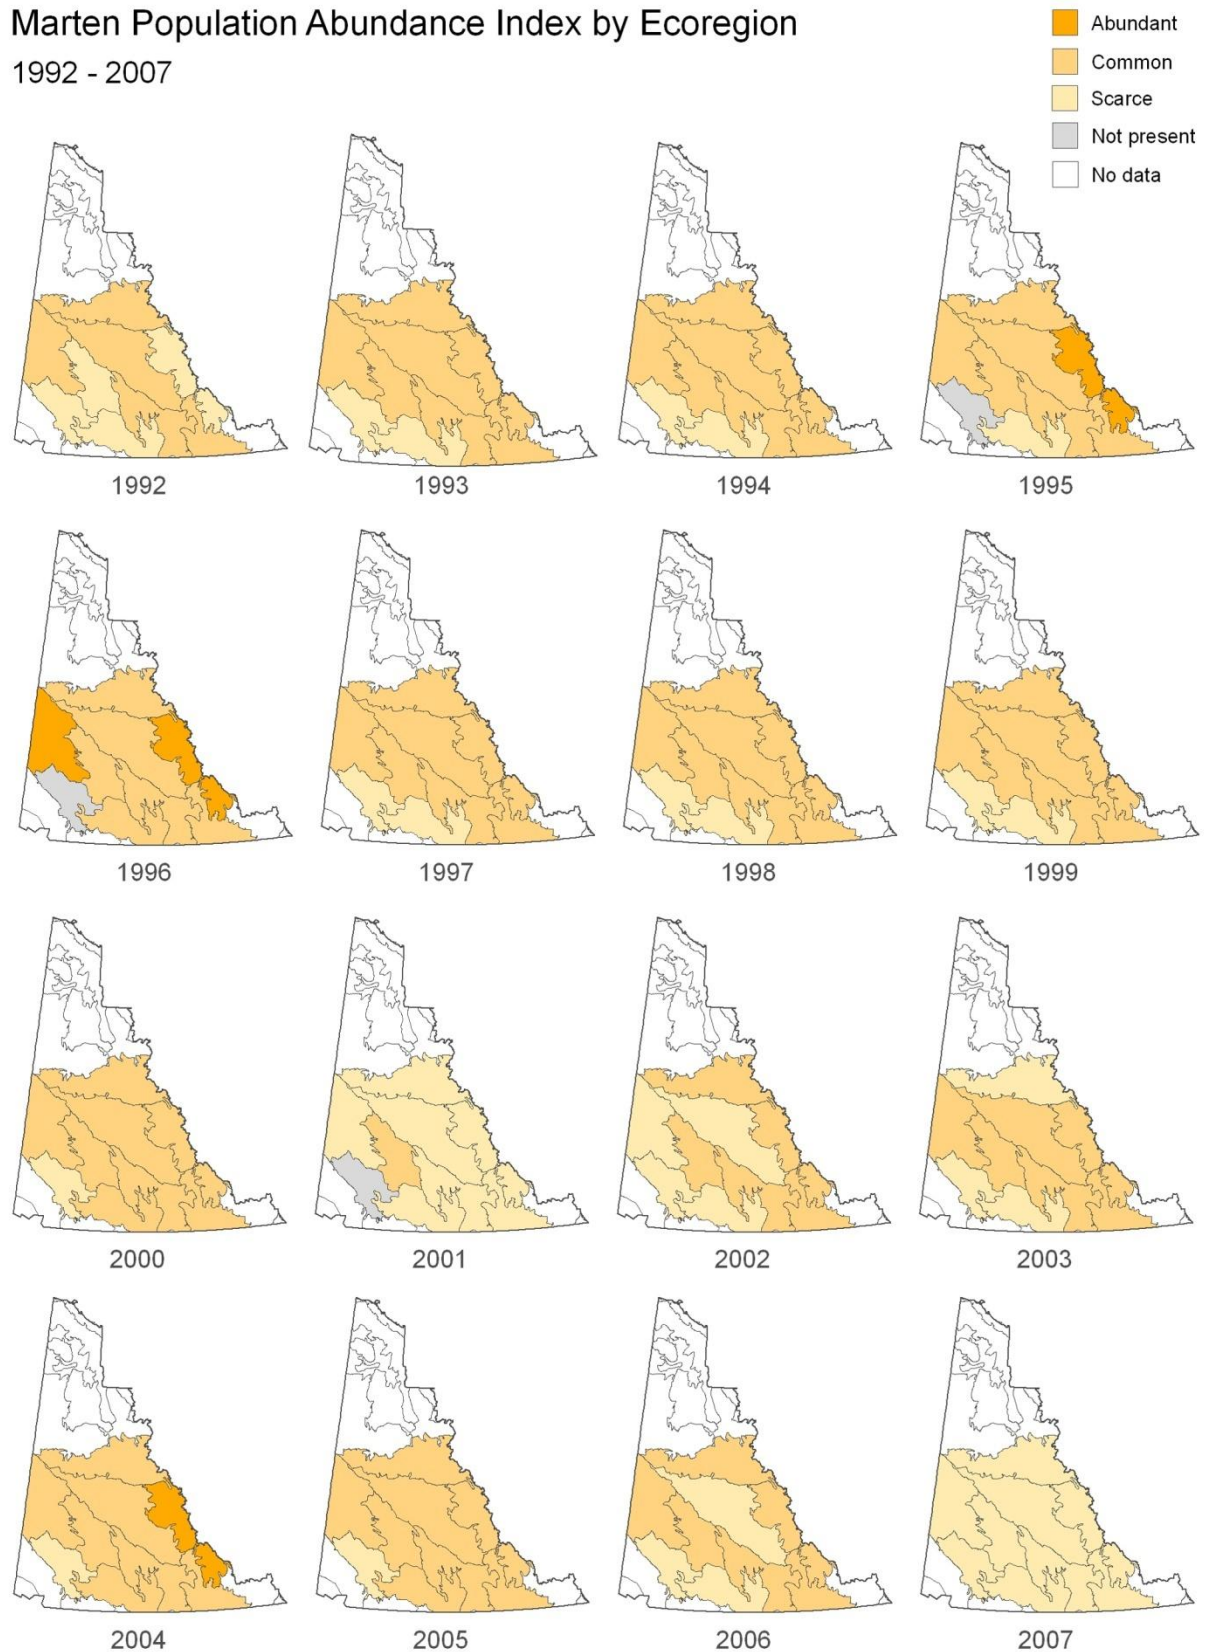 Marten Population Abundance Index by Ecoregion
1992 - 2007
Abundant
Common
Scarce
Not present
No data
1992
1993
1994
1995
1996
1997
1998
1999
2000
2001
2002
2003
2004
2005
2006
2007